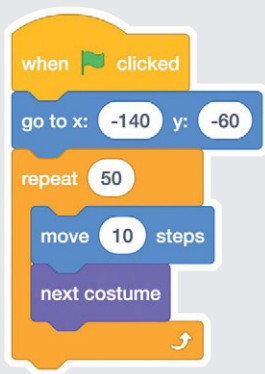 when clicked
go to x: -140 y: -60
repeat 50
move 10 steps
next costume